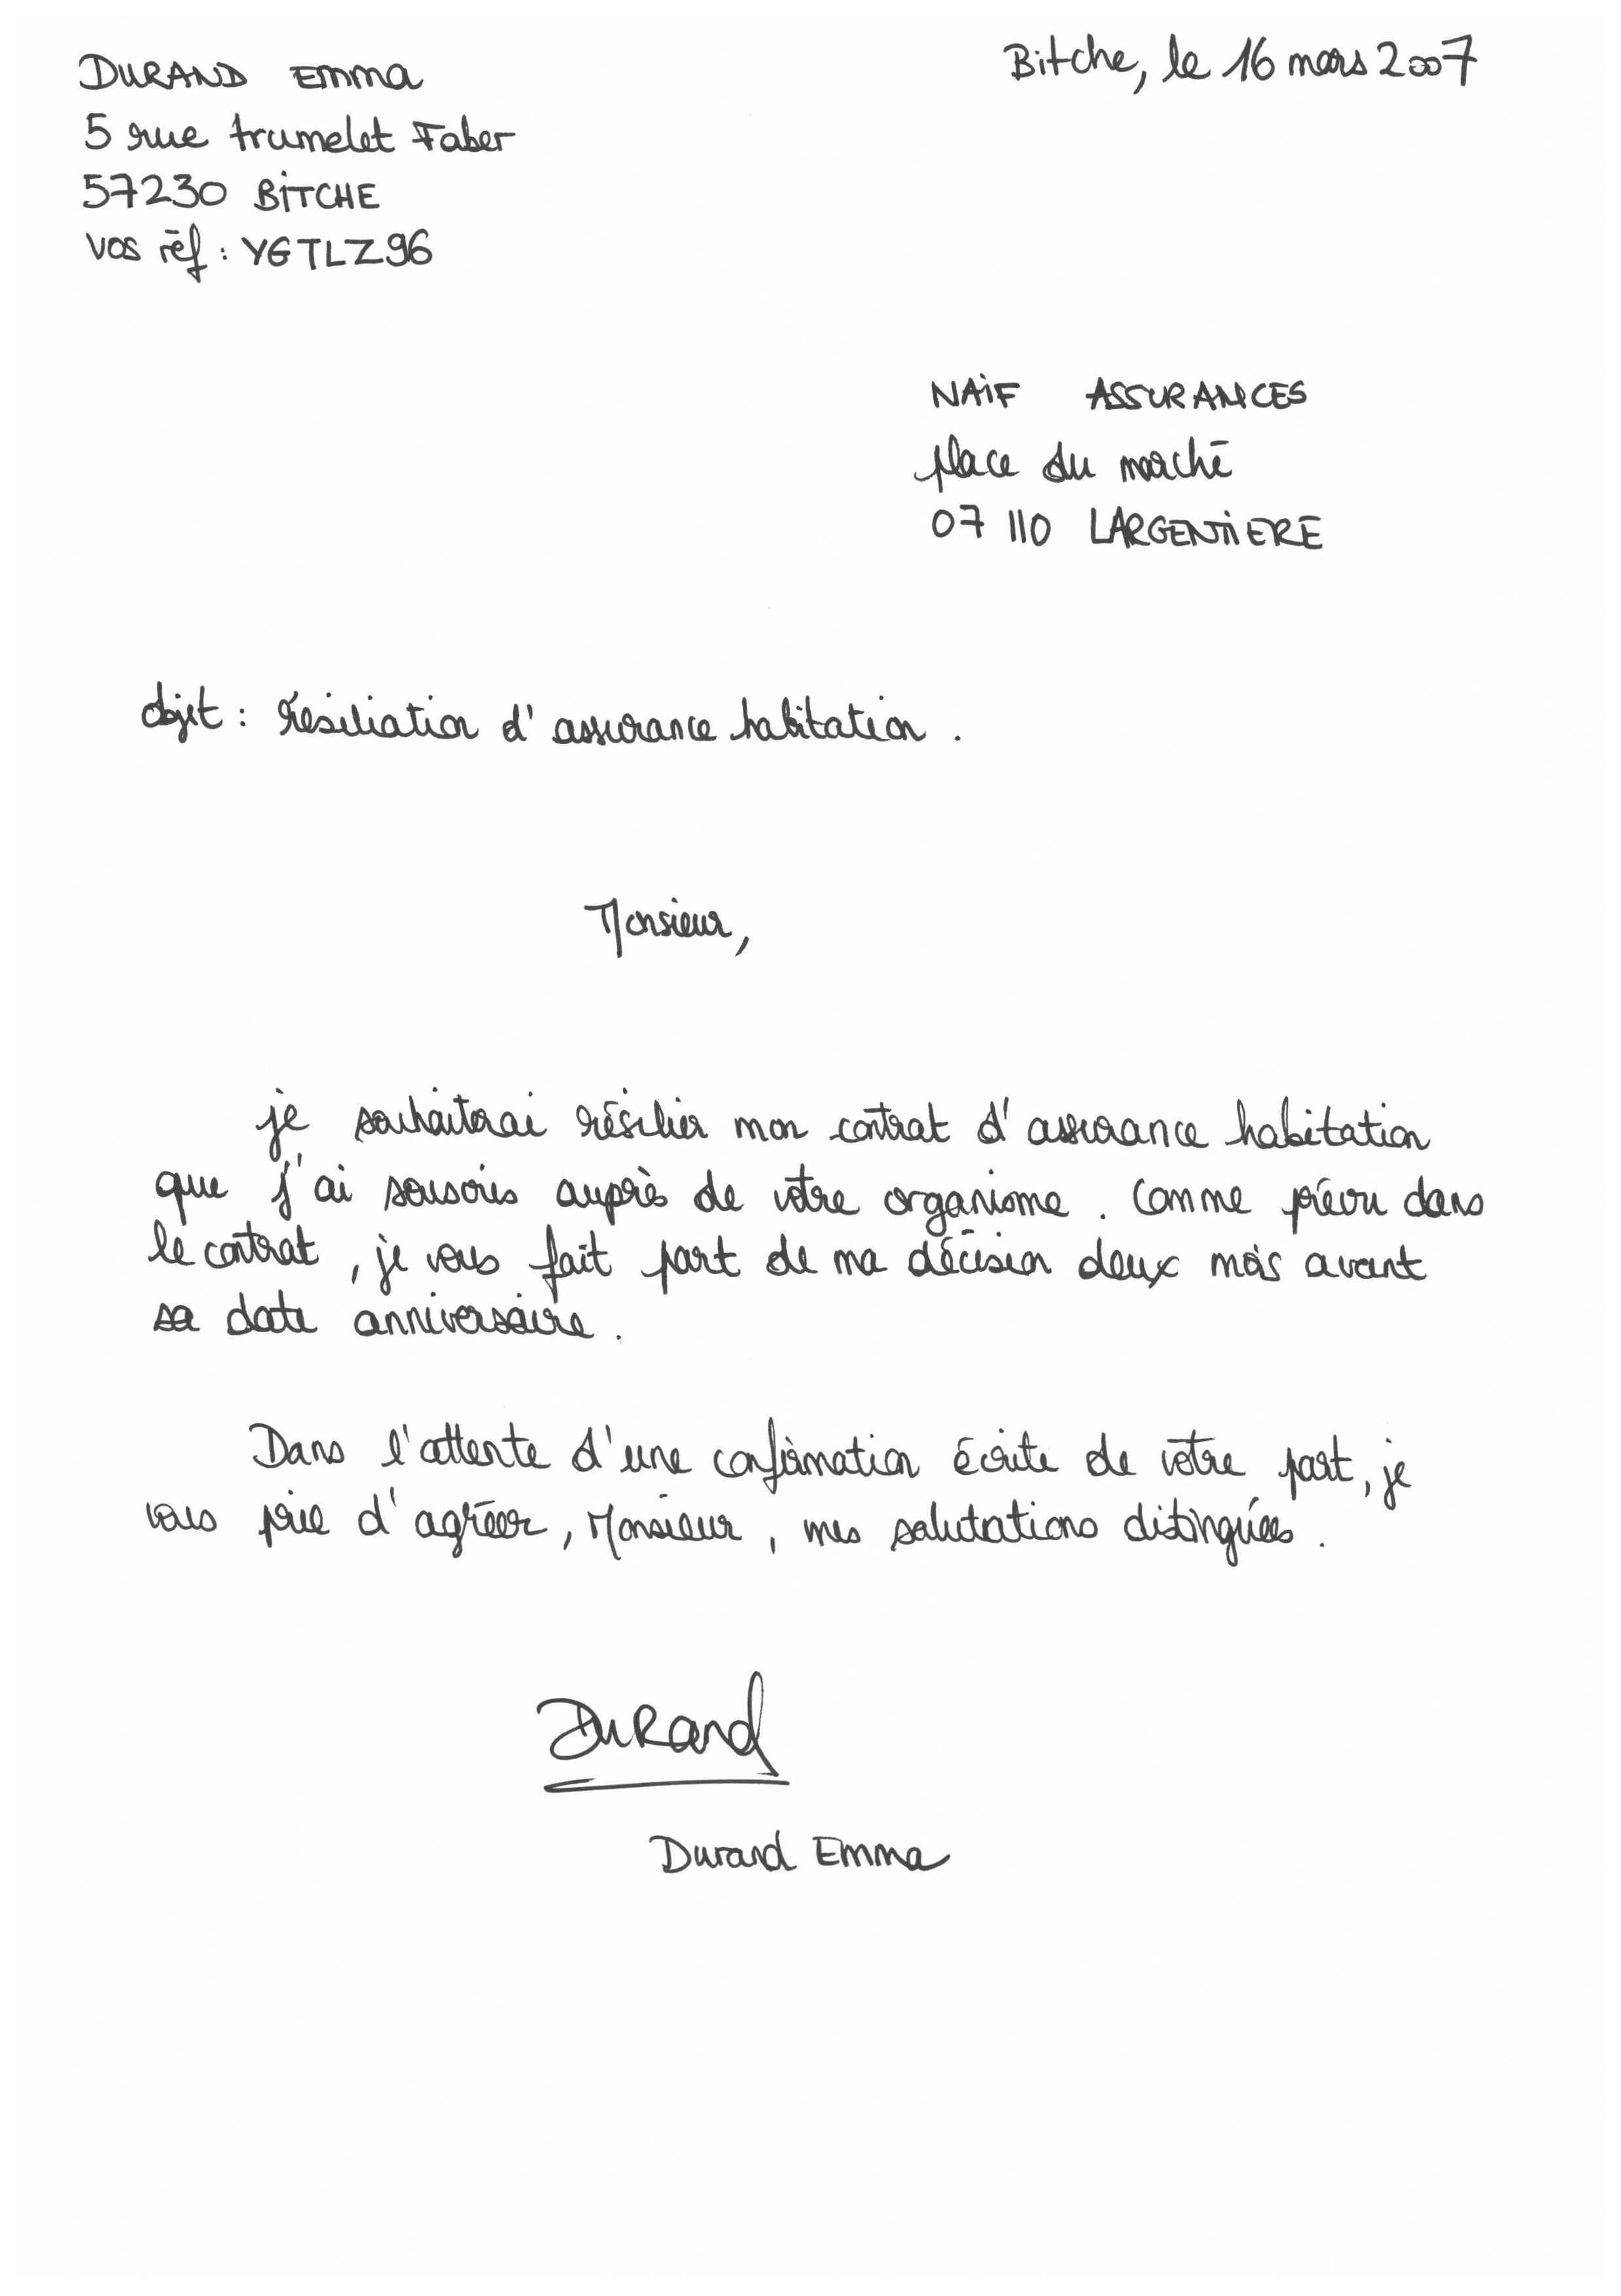 DURAND Emma
5 rue trumelet Faber
57230 BITCHE
Vos réf : YGTLZ96
Bitche, le 16 mars 2007
NAIF ASSURANCES
place du marché
07 110 LARGENTIERE
objet : résiliation d'assurance habitation .
Monsieur,
je souhaiterai résilier mon contrat d'assurance habitation
que j'ai souscris auprès de votre organisme . Comme prévu dans
le contrat , je vous fait part de ma décision deux mois avant
sa date anniversaire .
Dans l'attente d'une confirmation écrite de votre part, je
vous prie d'agréer, Monsieur , mes salutations distinguées .
Durand
Durand Emma